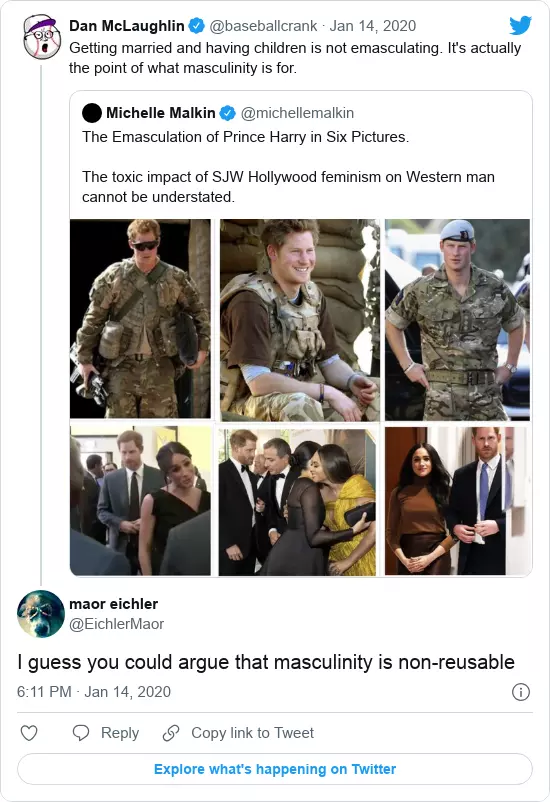 Dan McLaughlin @baseballcrank · Jan 14, 2020
Getting married and having children is not emasculating. It's actually
the point of what masculinity is for.
Michelle Malkin @michellemalkin
The Emasculation of Prince Harry in Six Pictures.
The toxic impact of SJW Hollywood feminism on Western man
cannot be understated.
maor eichler
@EichlerMaor
I guess you could argue that masculinity is non-reusable
6:11 PM · Jan 14, 2020
Reply Copy link to Tweet
Explore what's happening on Twitter